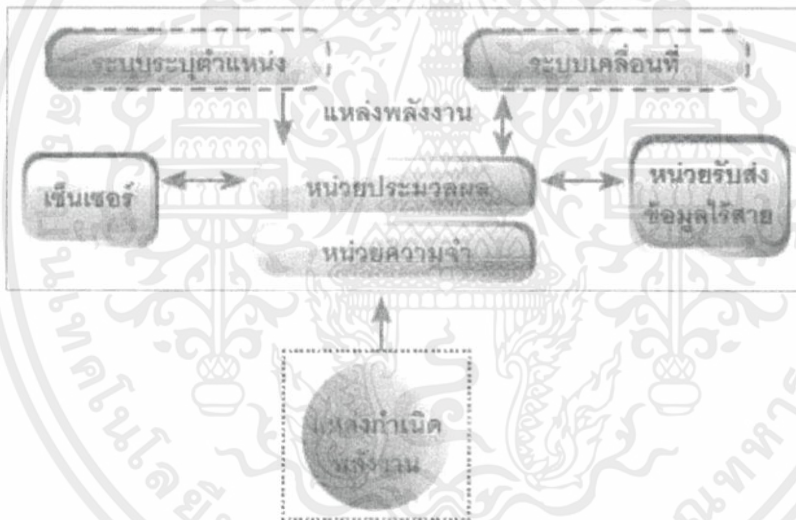 ระบบระบุตำแหน่ง
ระบบเคลื่อนที่
แหล่งพลังงาน
เซ็นเซอร์
หน่วยประมวลผล
หน่วยรับส่ง
ข้อมูลไร้สาย
หน่วยความจำ
แหล่งกำเนิด
พลังงาน